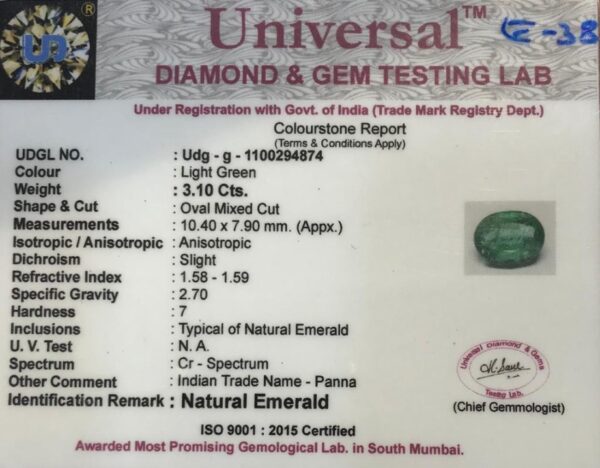 UD ®
Universal™
E-38
DIAMOND & GEM TESTING LAB
Under Registration with Govt. of India (Trade Mark Registry Dept.)
Colourstone Report
(Terms & Conditions Apply)
UDGL NO. : Udg - g - 1100294874
Colour : Light Green
Weight : 3.10 Cts.
Shape & Cut : Oval Mixed Cut
Measurements : 10.40 x 7.90 mm. (Appx.)
Isotropic / Anisotropic : Anisotropic
Dichroism : Slight
Refractive Index : 1.58 - 1.59
Specific Gravity : 2.70
Hardness : 7
Inclusions : Typical of Natural Emerald
U. V. Test : N. A.
Spectrum : Cr - Spectrum
Other Comment : Indian Trade Name - Panna
Identification Remark : Natural Emerald
Universal Diamond & Gems
Testing Lab.
(Chief Gemmologist)
ISO 9001 : 2015 Certified
Awarded Most Promising Gemological Lab. in South Mumbai.